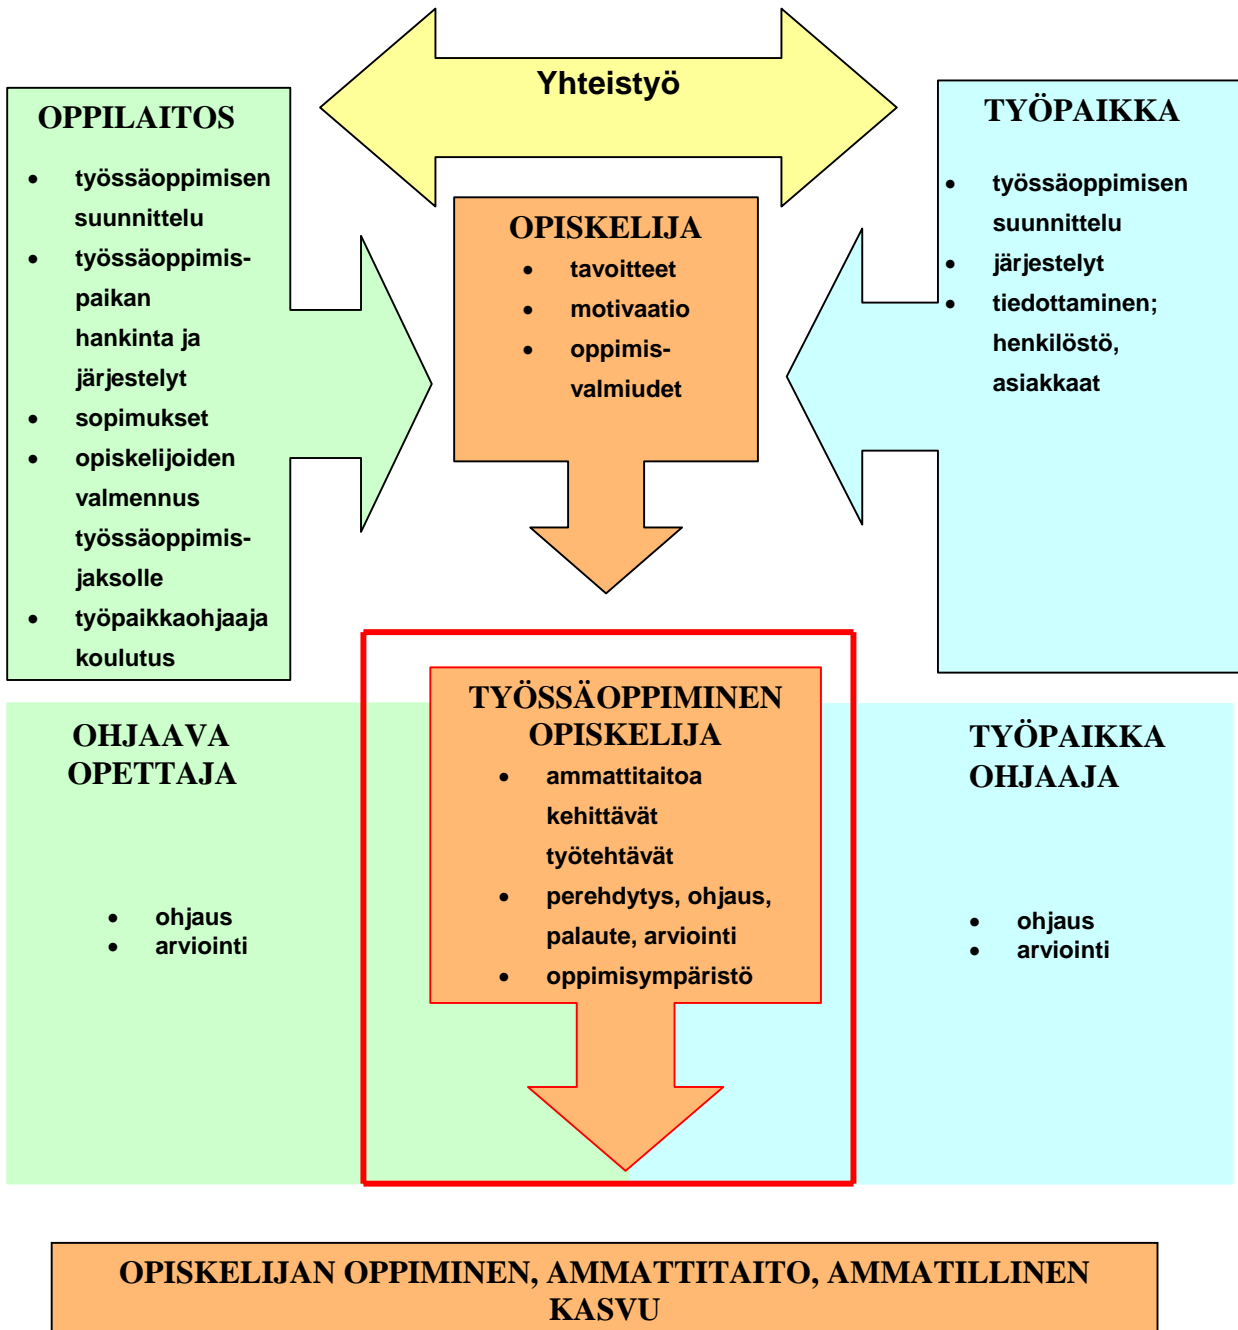 Yhteistyö
OPPILAITOS
• työssäoppimisen
suunnittelu
• työssäoppimis-
paikan
hankinta ja
järjestelyt
• sopimukset
• opiskelijoiden
valmennus
työssäoppimis-
jaksolle
• työpaikkaohjaaja
koulutus
OPISKELIJA
• tavoitteet
• motivaatio
• oppimis-
valmiudet
TYÖPAIKKA
• työssäoppimisen
suunnittelu
• järjestelyt
• tiedottaminen;
henkilöstö,
asiakkaat
OHJAAVA
OPETTAJA
• ohjaus
• arviointi
TYÖSSÄOPPIMINEN
OPISKELIJA
• ammattitaitoa
kehittävät
työtehtävät
• perehdytys, ohjaus,
palaute, arviointi
• oppimisympäristö
TYÖPAIKKA
OHJAAJA
• ohjaus
• arviointi
OPISKELIJAN OPPIMINEN, AMMATTITAITO, AMMATILLINEN
KASVU